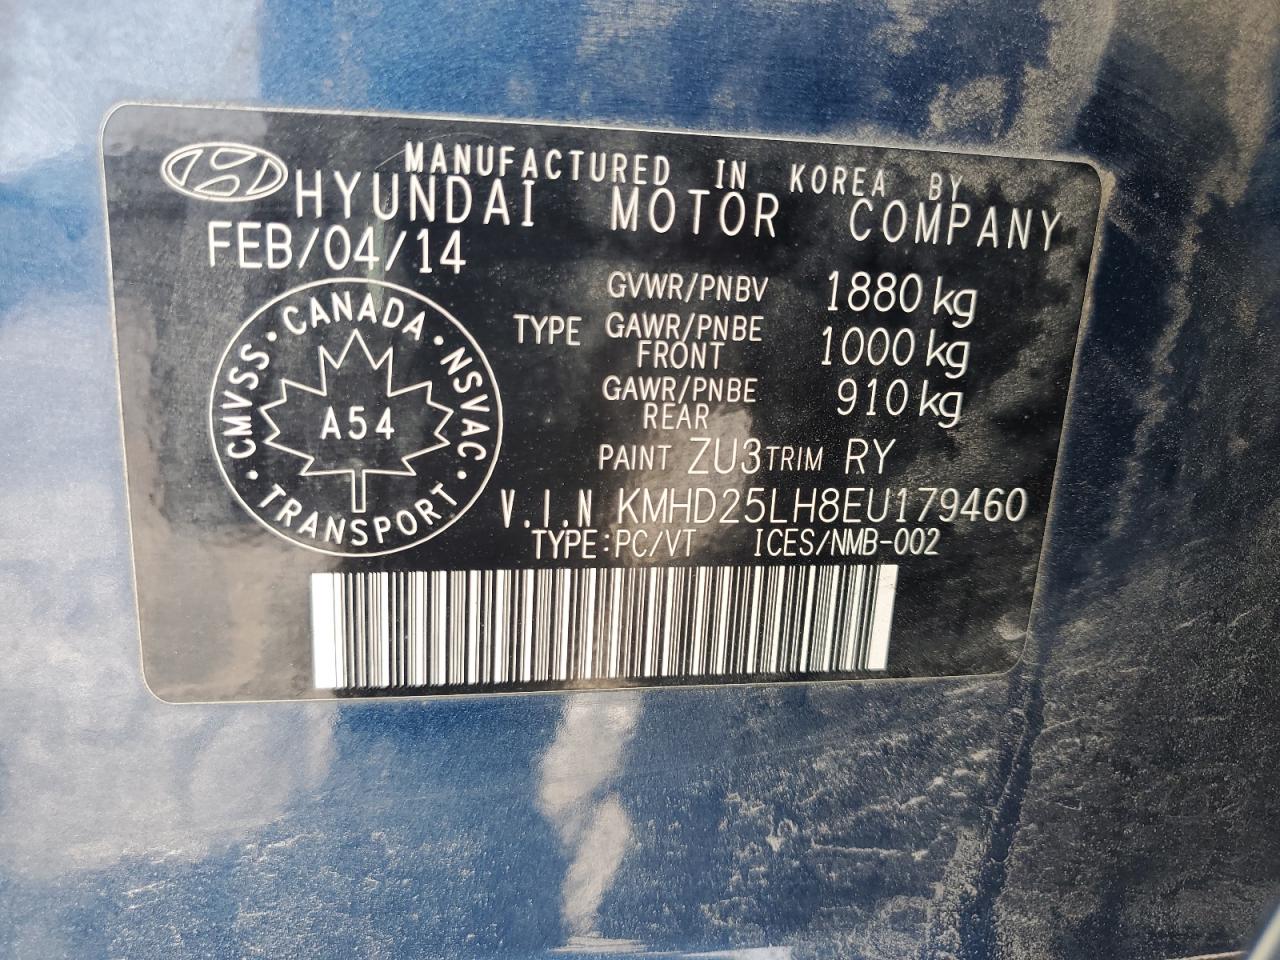 MANUFACTURED IN KOREA BY
HYUNDAI MOTOR COMPANY
FEB/04/14
CANADA · NSVAC · TRANSPORT · CMVSS ·
A54
TYPE
GVWR/PNBV 1880 kg
GAWR/PNBE FRONT 1000 kg
GAWR/PNBE REAR 910 kg
PAINT ZU3 TRIM RY
V.I.N KMHD25LH8EU179460
TYPE:PC/VT ICES/NMB-002